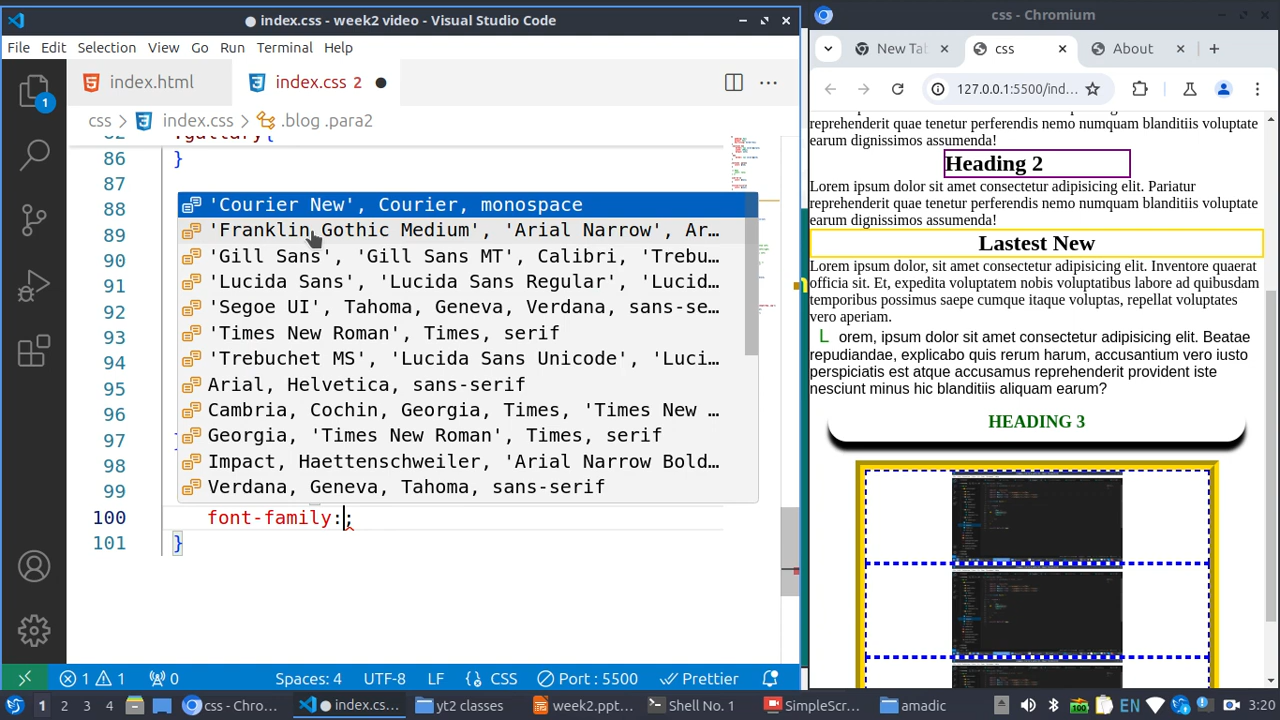 index.css - week2 video - Visual Studio Code
File Edit Selection View Go Run Terminal Help
index.html
index.css 2
css > index.css > .blog .para2
86 }
87
88
89
90
91
92
93
94
95
96
97
98
99
100 font-family:;
101 }
'Courier New', Courier, monospace
'Franklin Gothic Medium', 'Arial Narrow', Ar…
'Gill Sans', 'Gill Sans MT', Calibri, 'Trebu…
'Lucida Sans', 'Lucida Sans Regular', 'Lucid…
'Segoe UI', Tahoma, Geneva, Verdana, sans-se…
'Times New Roman', Times, serif
'Trebuchet MS', 'Lucida Sans Unicode', 'Luci…
Arial, Helvetica, sans-serif
Cambria, Cochin, Georgia, Times, 'Times New …
Georgia, 'Times New Roman', Times, serif
Impact, Haettenschweiler, 'Arial Narrow Bold…
Verdana, Geneva, Tahoma, sans-serif
1
1 1 0 Spaces: 4 UTF-8 LF CSS Port : 5500 Prettier
css - Chromium
New Tab
css
About
127.0.0.1:5500/ind…
reprehenderit quae tenetur perferendis nemo numquam blanditiis voluptate
earum dignissimos assumenda!
Heading 2
Lorem ipsum dolor sit amet consectetur adipisicing elit. Pariatur
reprehenderit quae tenetur perferendis nemo numquam blanditiis voluptate
earum dignissimos assumenda!
Lastest New
Lorem ipsum dolor, sit amet consectetur adipisicing elit. Inventore quaerat
officia sit. Et, expedita voluptatem nobis voluptatibus labore ad quibusdam
temporibus possimus saepe cumque itaque volupta, repellat voluptates
vero aperiam.
L orem, ipsum dolor sit amet consectetur adipisicing elit. Beatae
repudiandae, explicabo quis rerum harum, accusantium vero iusto
perspiciatis est atque accusamus reprehenderit provident iste
nesciunt minus hic blanditiis aliquam earum?
HEADING 3
1 2 3 4 css - Chro… index.cs… yt2 classes week2.ppt… Shell No. 1 SimpleScr… amadic 100 EN 3:20